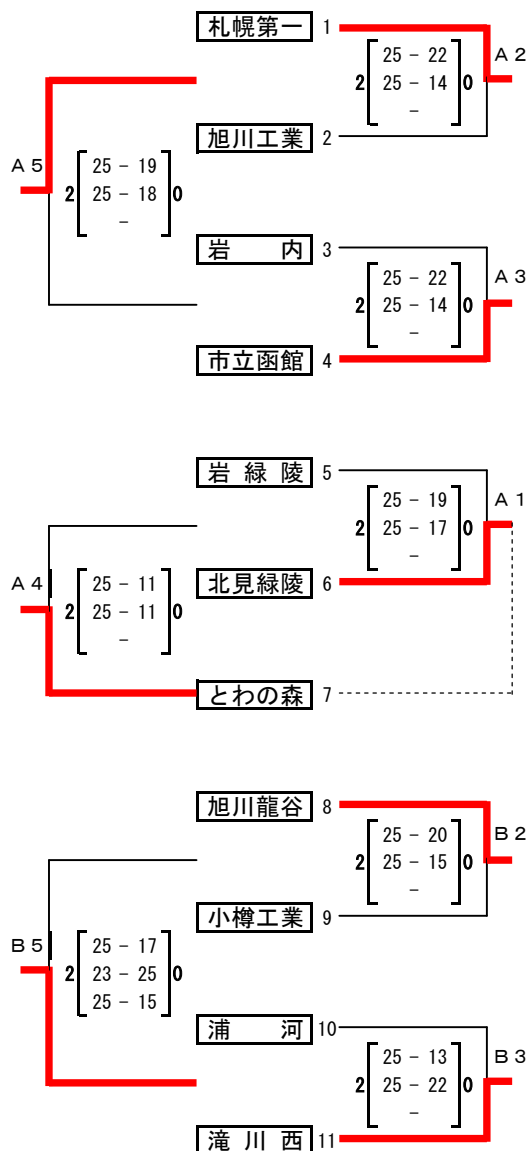 札幌第一 1
A 2
25 - 22
2 25 - 14 0
-
旭川工業 2
A 5
25 - 19
2 25 - 18 0
-
岩　　内 3
A 3
25 - 22
2 25 - 14 0
-
市立函館 4
岩 緑 陵 5
A 1
25 - 19
2 25 - 17 0
-
北見緑陵 6
A 4
25 - 11
2 25 - 11 0
-
とわの森 7
旭川龍谷 8
B 2
25 - 20
2 25 - 15 0
-
小樽工業 9
B 5
25 - 17
2 23 - 25 0
25 - 15
浦　　河 10
B 3
25 - 13
2 25 - 22 0
-
滝 川 西 11